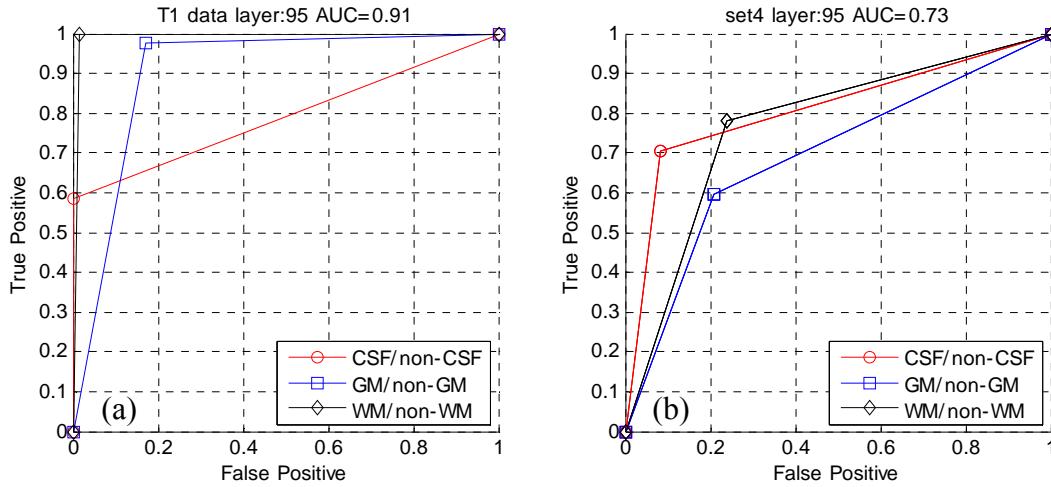 T1 data layer:95 AUC=0.91
1
0.9
0.8
0.7
0.6
0.5
0.4
0.3
0.2
0.1
0
True Positive
CSF/non-CSF
GM/non-GM
WM/non-WM
(a)
0 0.2 0.4 0.6 0.8 1
False Positive
set4 layer:95 AUC=0.73
1
0.9
0.8
0.7
0.6
0.5
0.4
0.3
0.2
0.1
0
True Positive
CSF/non-CSF
GM/non-GM
WM/non-WM
(b)
0 0.2 0.4 0.6 0.8 1
False Positive